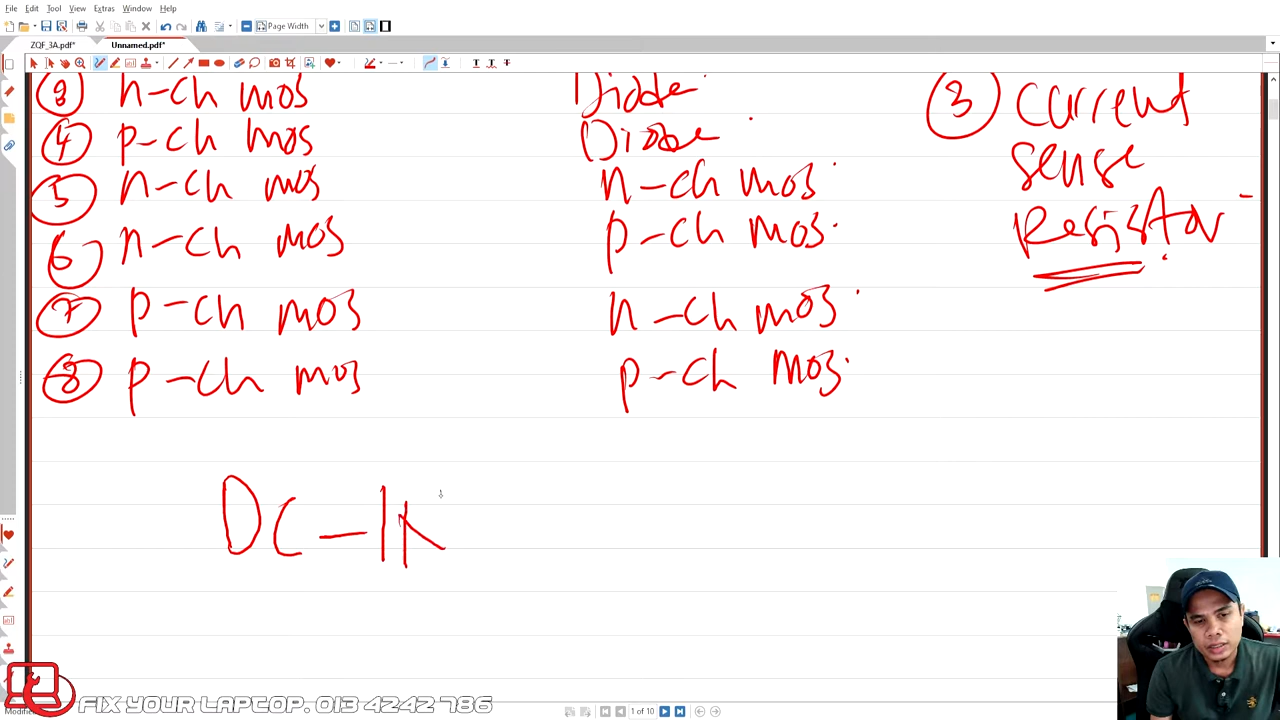 File Edit Tool View Extras Window Help
Page Width
ZQF_3A.pdf* Unnamed.pdf*
③ n-ch mos Diode
④ p-ch mos Diode
⑤ n-ch mos n-ch mos
⑥ n-ch mos p-ch mos
⑦ p-ch mos n-ch mos
⑧ p-ch mos p-ch mos
③ current
sense
Resistor
DC-IN
FIX YOUR LAPTOP. 013 4242 786
1 of 10